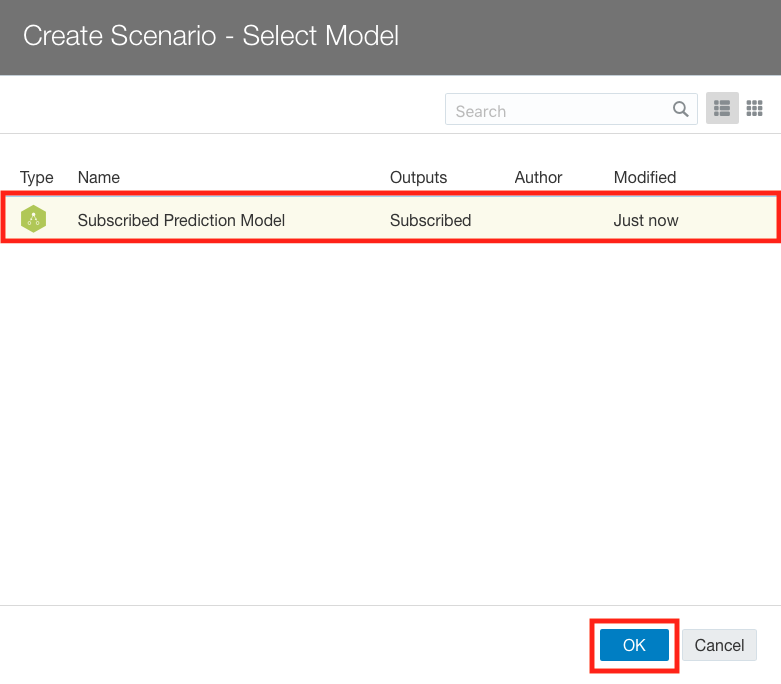 Create Scenario - Select Model
Search
Type Name Outputs Author Modified
Subscribed Prediction Model Subscribed Just now
OK Cancel